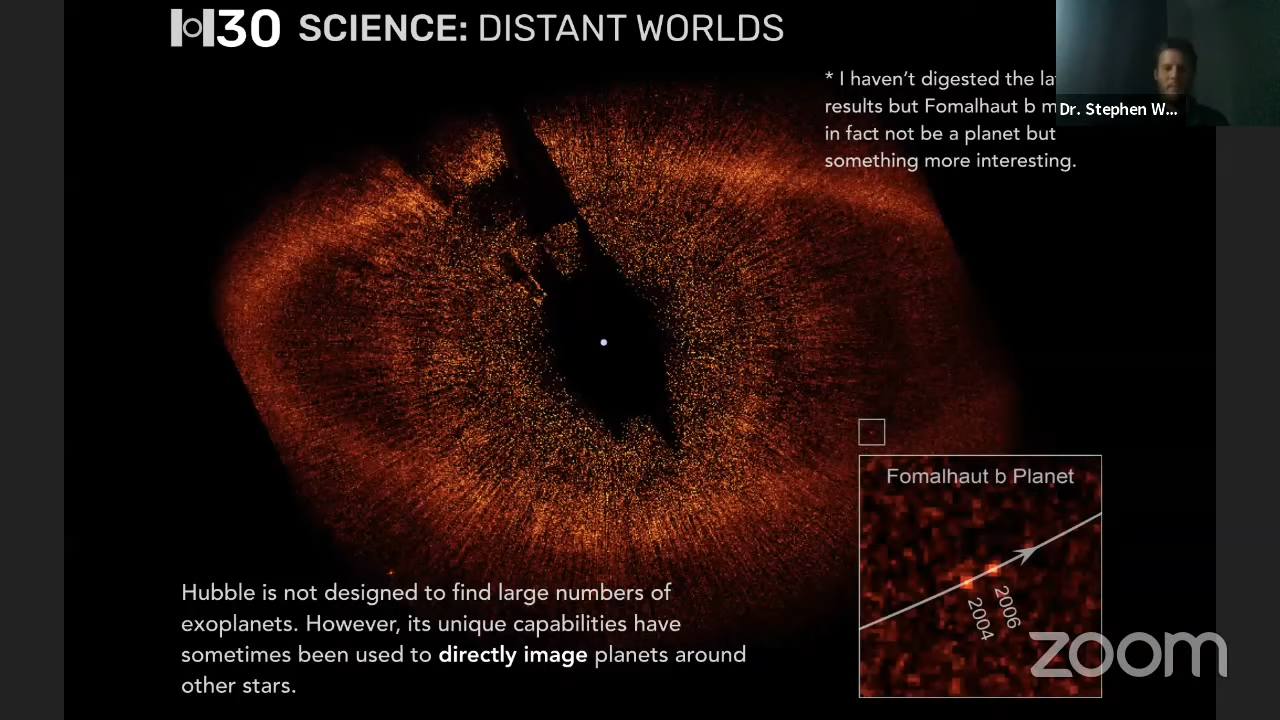 H30 SCIENCE: DISTANT WORLDS
* I haven't digested the
results but Fomalhaut b
in fact not be a planet but
something more interesting.
Dr. Stephen W...
Fomalhaut b Planet
2006
2004
Hubble is not designed to find large numbers of
exoplanets. However, its unique capabilities have
sometimes been used to directly image planets around
other stars.
zoom